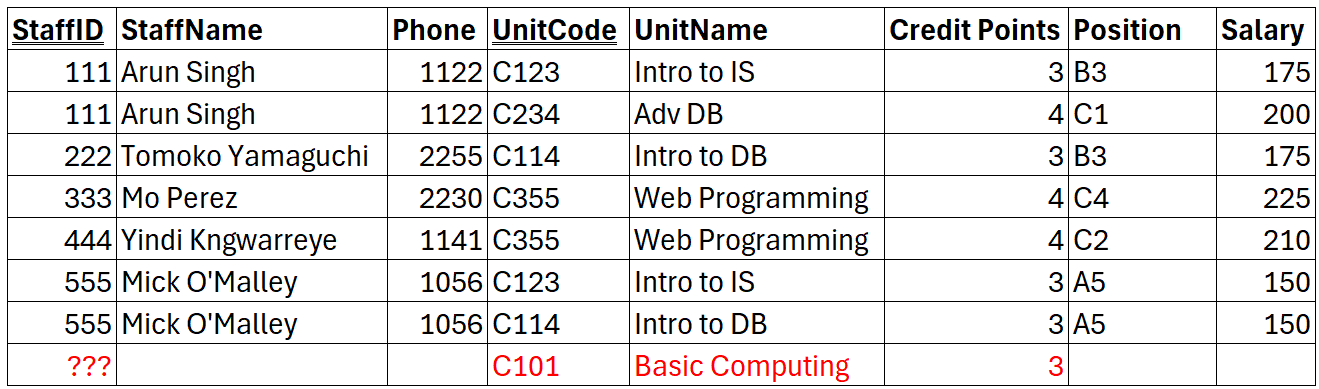 StaffID StaffName Phone UnitCode UnitName Credit Points Position Salary
111 Arun Singh 1122 C123 Intro to IS 3 B3 175
111 Arun Singh 1122 C234 Adv DB 4 C1 200
222 Tomoko Yamaguchi 2255 C114 Intro to DB 3 B3 175
333 Mo Perez 2230 C355 Web Programming 4 C4 225
444 Yindi Kngwarreye 1141 C355 Web Programming 4 C2 210
555 Mick O'Malley 1056 C123 Intro to IS 3 A5 150
555 Mick O'Malley 1056 C114 Intro to DB 3 A5 150
??? C101 Basic Computing 3